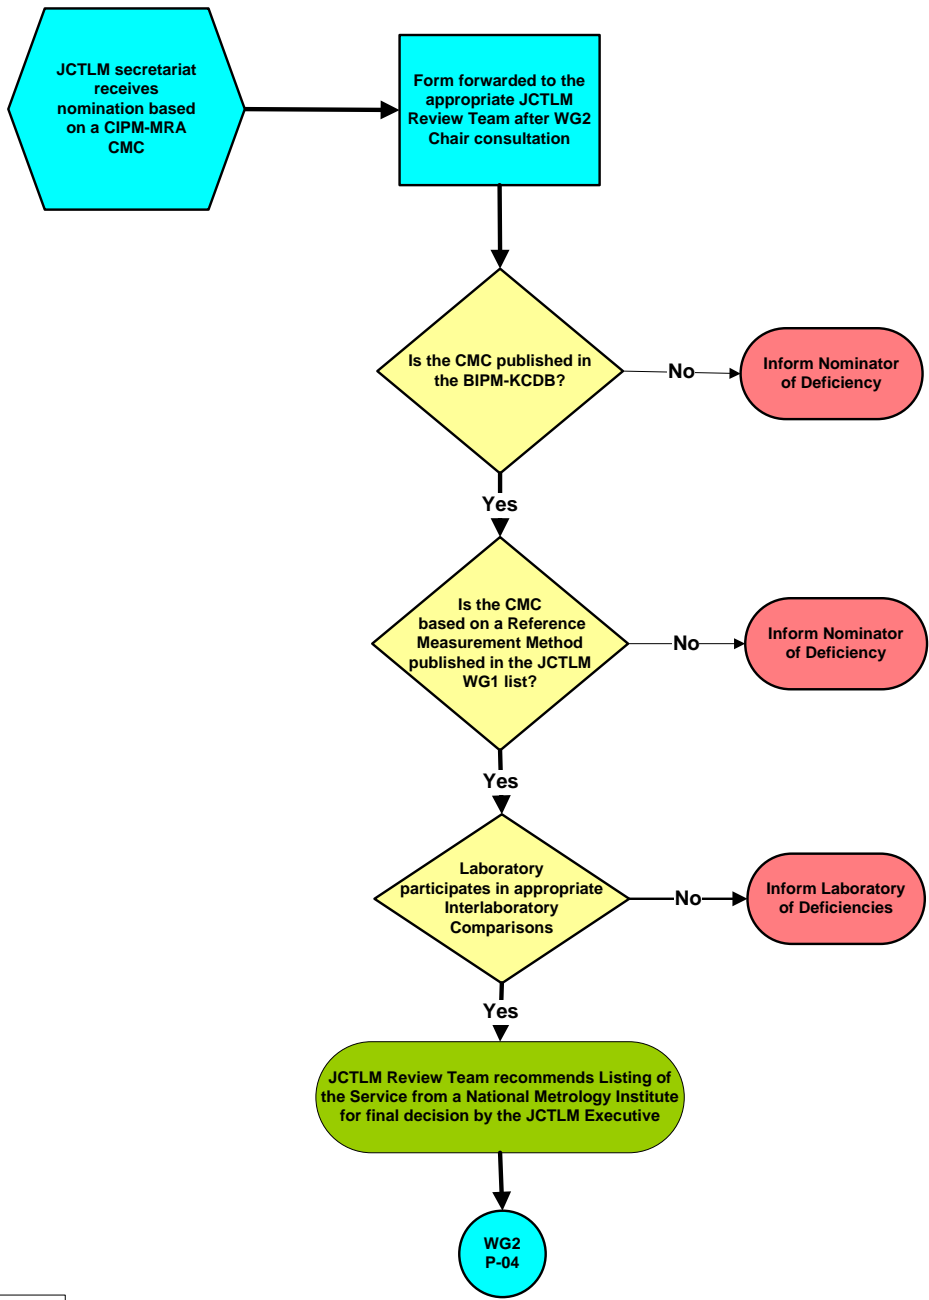 JCTLM secretariat
receives
nomination based
on a CIPM-MRA
CMC
Form forwarded to the
appropriate JCTLM
Review Team after WG2
Chair consultation
Is the CMC published in
the BIPM-KCDB?
No
Inform Nominator
of Deficiency
Yes
Is the CMC
based on a Reference
Measurement Method
published in the JCTLM
WG1 list?
No
Inform Nominator
of Deficiency
Yes
Laboratory
participates in appropriate
Interlaboratory
Comparisons
No
Inform Laboratory
of Deficiencies
Yes
JCTLM Review Team recommends Listing of
the Service from a National Metrology Institute
for final decision by the JCTLM Executive
WG2
P-04